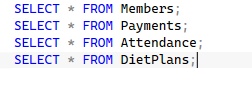 SELECT * FROM Members;
SELECT * FROM Payments;
SELECT * FROM Attendance;
SELECT * FROM DietPlans;